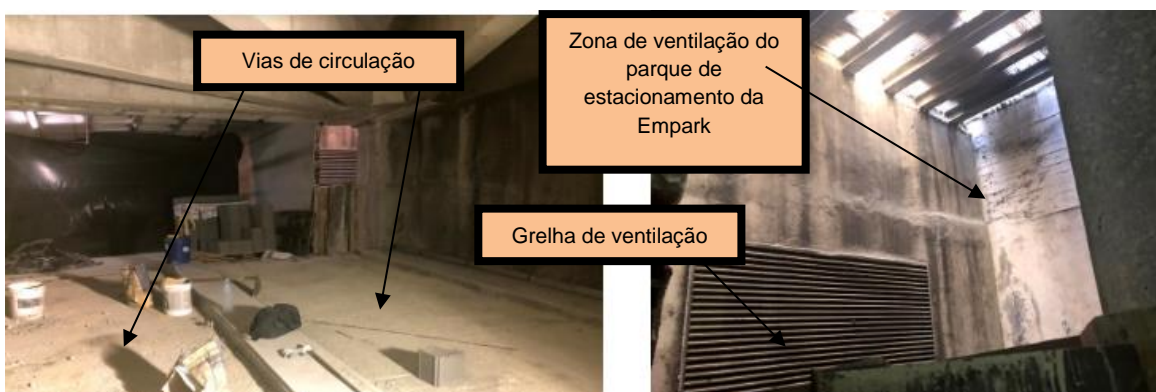 Vias de circulação
Zona de ventilação do
parque de
estacionamento da
Empark
Grelha de ventilação